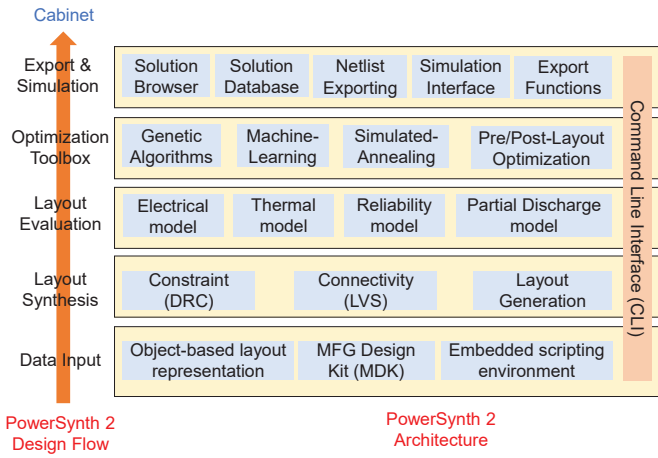 Cabinet
Export &
Simulation
Solution
Browser
Solution
Database
Netlist
Exporting
Simulation
Interface
Export
Functions
Optimization
Toolbox
Genetic
Algorithms
Machine-
Learning
Simulated-
Annealing
Pre/Post-Layout
Optimization
Layout
Evaluation
Electrical
model
Thermal
model
Reliability
model
Partial Discharge
model
Layout
Synthesis
Constraint
(DRC)
Connectivity
(LVS)
Layout
Generation
Data Input
Object-based layout
representation
MFG Design
Kit (MDK)
Embedded scripting
environment
Command Line Interface (CLI)
PowerSynth 2
Design Flow
PowerSynth 2
Architecture